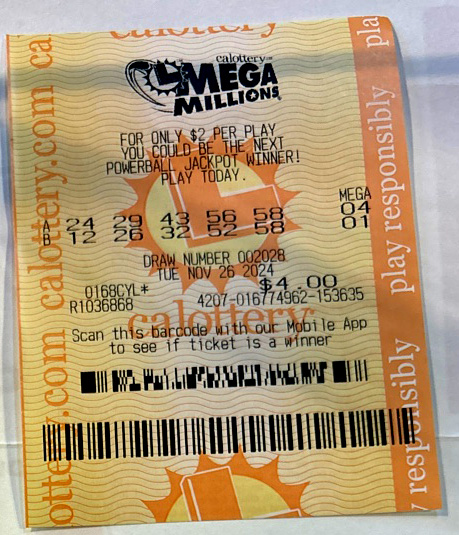 calottery
calottery
MEGA
MILLIONS
FOR ONLY $2 PER PLAY
YOU COULD BE THE NEXT
POWERBALL JACKPOT WINNER!
PLAY TODAY.
MEGA
A 24 29 43 56 58 04
B 12 26 32 52 58 01
DRAW NUMBER 002028
TUE NOV 26 2024
0168CYL* $4.00
R1036868 4207-016774962-153635
calottery
Scan this barcode with our Mobile App
to see if ticket is a winner
calottery.com calottery.com ca
play responsibly play responsibly